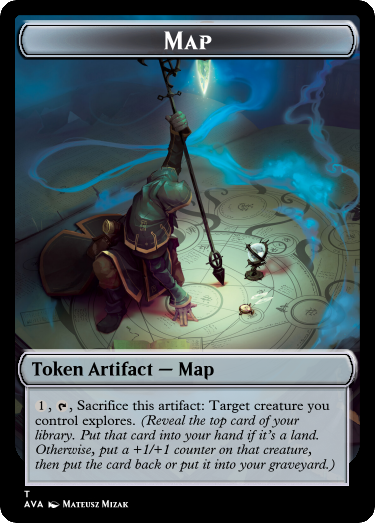 Map
Token Artifact — Map
1, T, Sacrifice this artifact: Target creature you
control explores. (Reveal the top card of your
library. Put that card into your hand if it's a land.
Otherwise, put a +1/+1 counter on that creature,
then put the card back or put it into your graveyard.)
T
AVA Mateusz Mizak